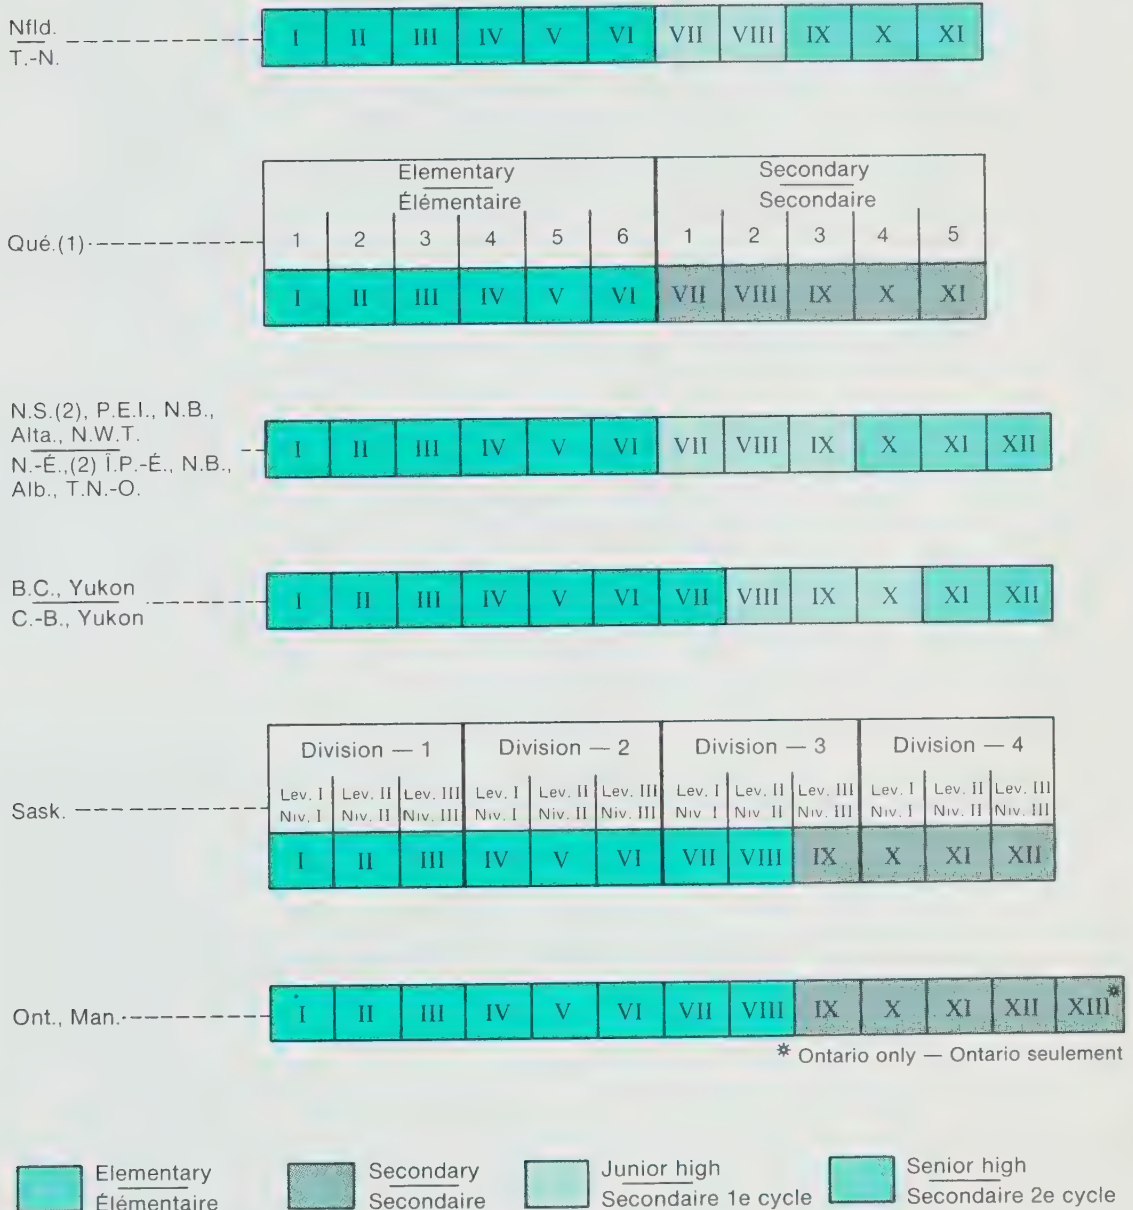 Nfld.
T.-N.
I II III IV V VI VII VIII IX X XI
Elementary Secondary
Élémentaire Secondaire
Qué.(1) 1 2 3 4 5 6 1 2 3 4 5
I II III IV V VI VII VIII IX X XI
N.S.(2), P.E.I., N.B.,
Alta., N.W.T.
N.-É.,(2) Î.P.-É., N.B.,
Alb., T.N.-O.
I II III IV V VI VII VIII IX X XI XII
B.C., Yukon
C.-B., Yukon
I II III IV V VI VII VIII IX X XI XII
Division — 1 Division — 2 Division — 3 Division — 4
Lev. I Lev. II Lev. III Lev. I Lev. II Lev. III Lev. I Lev. II Lev. III Lev. I Lev. II Lev. III
Sask. Niv. I Niv. II Niv. III Niv. I Niv. II Niv. III Niv. I Niv. II Niv. III Niv. I Niv. II Niv. III
I II III IV V VI VII VIII IX X XI XII
Ont., Man. I II III IV V VI VII VIII IX X XI XII XIII*
* Ontario only — Ontario seulement
Elementary
Élémentaire
Secondary
Secondaire
Junior high
Secondaire 1e cycle
Senior high
Secondaire 2e cycle